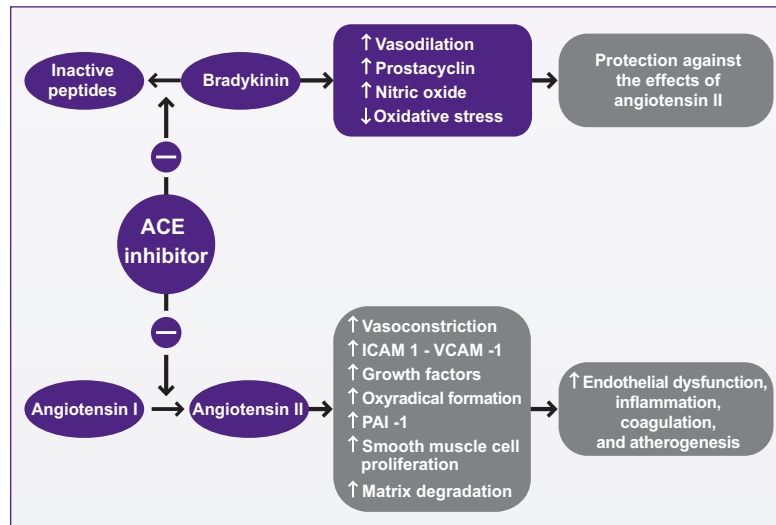 Inactive
peptides
Bradykinin
↑ Vasodilation
↑ Prostacyclin
↑ Nitric oxide
↓ Oxidative stress
Protection against
the effects of
angiotensin II
−
ACE
inhibitor
−
Angiotensin I
Angiotensin II
↑ Vasoconstriction
↑ ICAM 1 - VCAM -1
↑ Growth factors
↑ Oxyradical formation
↑ PAI -1
↑ Smooth muscle cell
proliferation
↑ Matrix degradation
↑ Endothelial dysfunction,
inflammation,
coagulation,
and atherogenesis